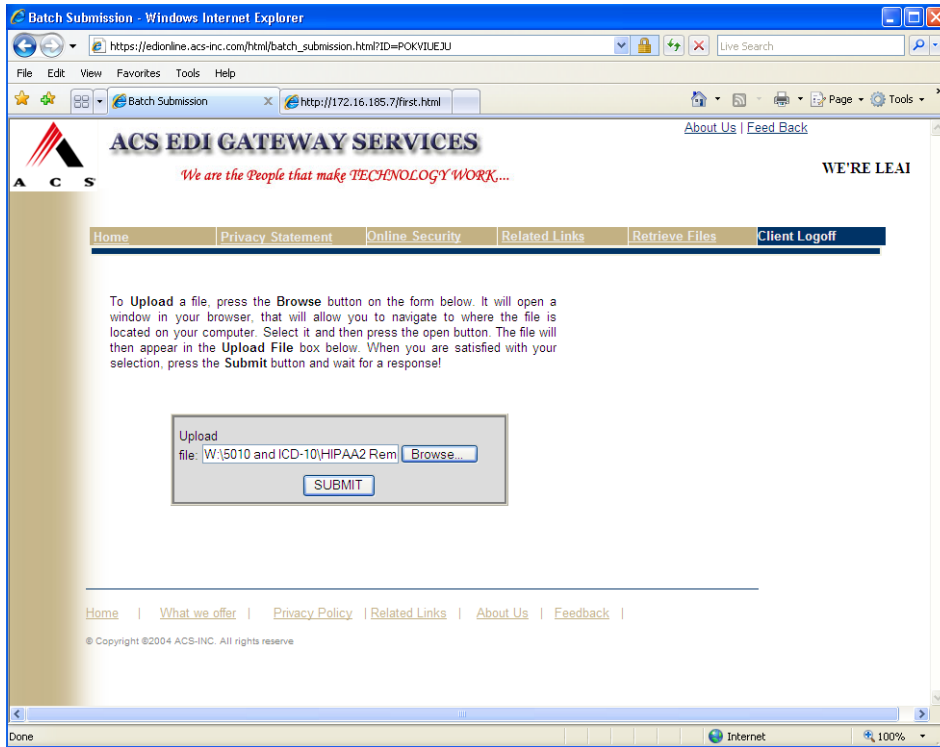 Batch Submission - Windows Internet Explorer
https://edionline.acs-inc.com/html/batch_submission.html?ID=POKVIUEJU
Live Search
File Edit View Favorites Tools Help
Batch Submission
http://172.16.185.7/first.html
Page Tools
ACS
ACS EDI GATEWAY SERVICES
We are the People that make TECHNOLOGY WORK....
About Us | Feed Back
WE'RE LEAI
Home Privacy Statement Online Security Related Links Retrieve Files Client Logoff
To Upload a file, press the Browse button on the form below. It will open a
window in your browser, that will allow you to navigate to where the file is
located on your computer. Select it and then press the open button. The file will
then appear in the Upload File box below. When you are satisfied with your
selection, press the Submit button and wait for a response!
Upload
file: W:\5010 and ICD-10\HIPAA2 Rem Browse...
SUBMIT
Home | What we offer | Privacy Policy | Related Links | About Us | Feedback |
© Copyright ©2004 ACS-INC. All rights reserve
Done Internet 100%